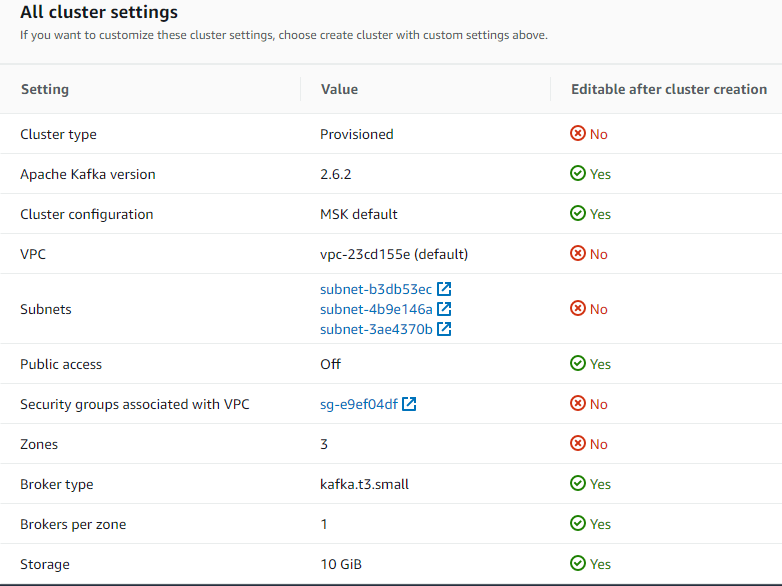 All cluster settings
If you want to customize these cluster settings, choose create cluster with custom settings above.
Setting Value Editable after cluster creation
Cluster type Provisioned No
Apache Kafka version 2.6.2 Yes
Cluster configuration MSK default Yes
VPC vpc-23cd155e (default) No
subnet-b3db53ec
Subnets subnet-4b9e146a No
subnet-3ae4370b
Public access Off Yes
Security groups associated with VPC sg-e9ef04df No
Zones 3 No
Broker type kafka.t3.small Yes
Brokers per zone 1 Yes
Storage 10 GiB Yes